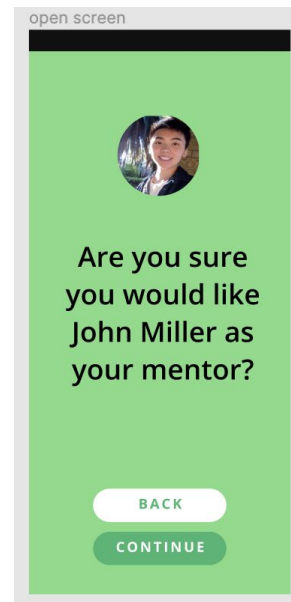 open screen
Are you sure
you would like
John Miller as
your mentor?
BACK
CONTINUE